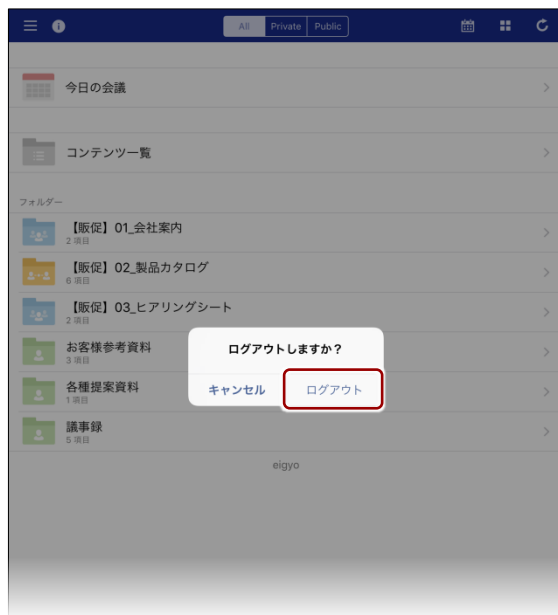 All Private Public
今日の会議
コンテンツ一覧
フォルダー
【販促】01_会社案内
2 項目
【販促】02_製品カタログ
6 項目
【販促】03_ヒアリングシート
2 項目
お客様参考資料
3 項目
各種提案資料
1 項目
議事録
5 項目
ログアウトしますか？
キャンセル ログアウト
eigyo